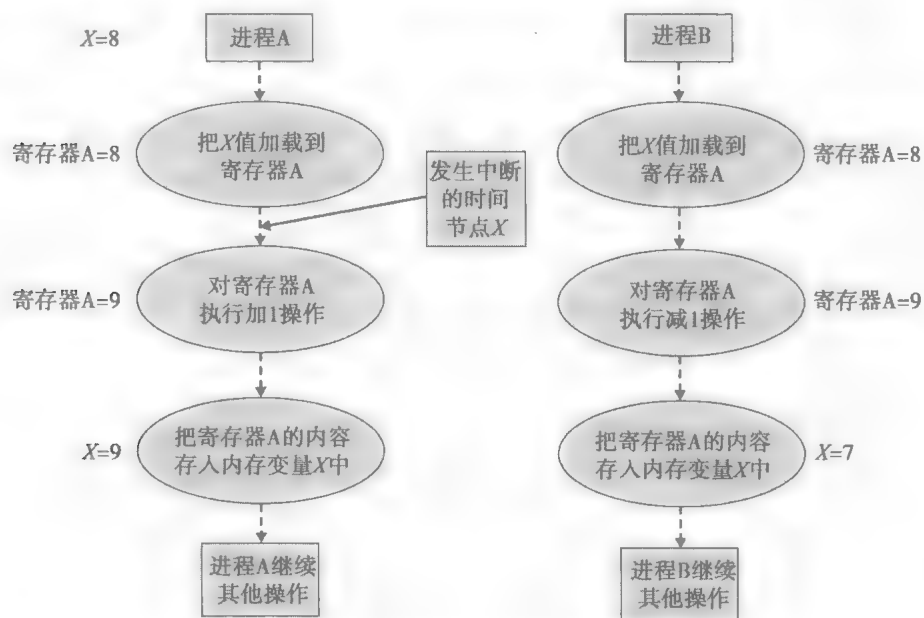 X=8
进程A
进程B
寄存器A=8
把X值加载到
寄存器A
发生中断
的时间
节点X
把X值加载到
寄存器A
寄存器A=8
寄存器A=9
对寄存器A
执行加1操作
对寄存器A
执行减1操作
寄存器A=9
X=9
把寄存器A的内容
存入内存变量X中
把寄存器A的内容
存入内存变量X中
X=7
进程A继续
其他操作
进程B继续
其他操作